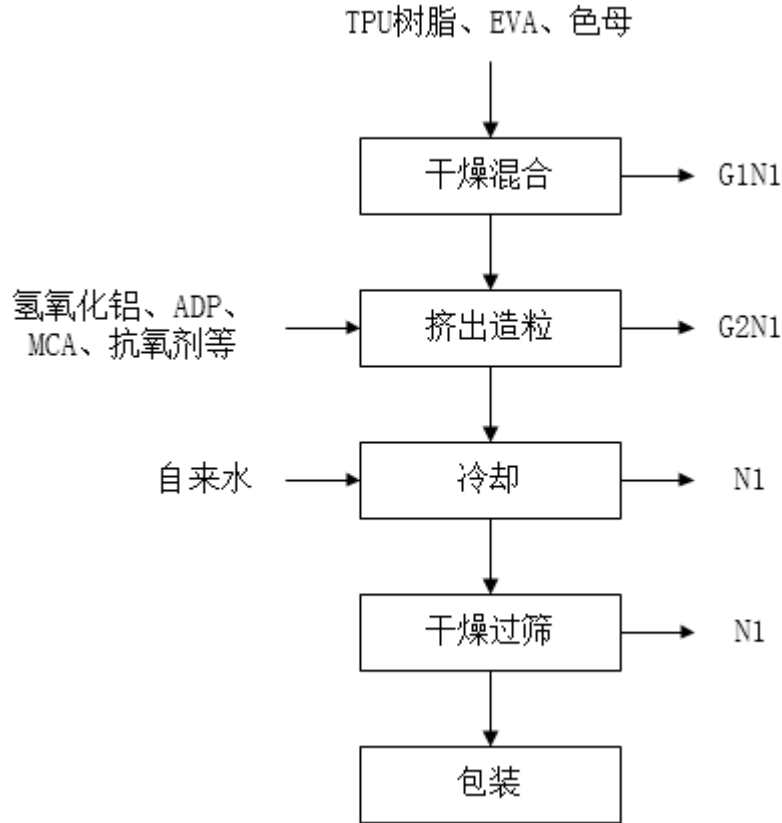 TPU树脂、EVA、色母
干燥混合
G1N1
氢氧化铝、ADP、
MCA、抗氧剂等
挤出造粒
G2N1
自来水
冷却
N1
干燥过筛
N1
包装